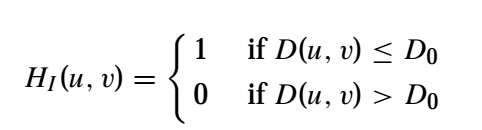 H_I(u, v) = { 1 if D(u, v) ≤ D_0
0 if D(u, v) > D_0